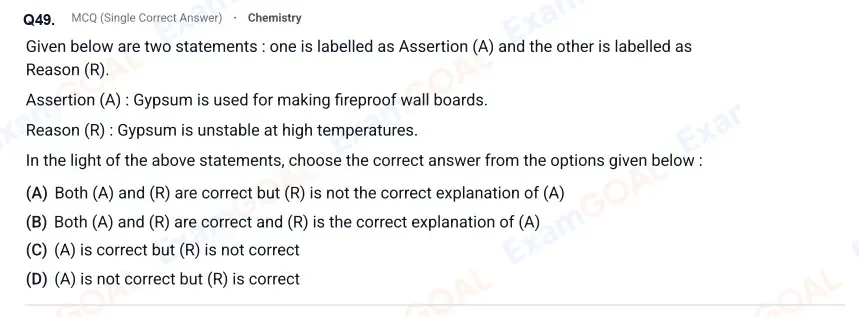 Q49. MCQ (Single Correct Answer) · Chemistry
Given below are two statements : one is labelled as Assertion (A) and the other is labelled as
Reason (R).
Assertion (A) : Gypsum is used for making fireproof wall boards.
Reason (R) : Gypsum is unstable at high temperatures.
In the light of the above statements, choose the correct answer from the options given below :
(A) Both (A) and (R) are correct but (R) is not the correct explanation of (A)
(B) Both (A) and (R) are correct and (R) is the correct explanation of (A)
(C) (A) is correct but (R) is not correct
(D) (A) is not correct but (R) is correct
ExamGOAL